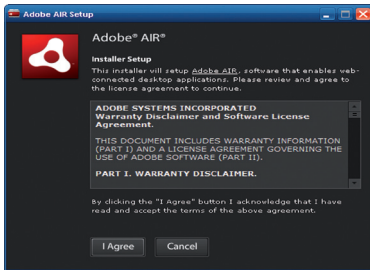 Adobe AIR Setup
Adobe® AIR®
Installer Setup
This installer will setup Adobe AIR, software that enables web-
connected desktop applications. Please review and agree to
the license agreement to continue.
ADOBE SYSTEMS INCORPORATED
Warranty Disclaimer and Software License
Agreement.
THIS DOCUMENT INCLUDES WARRANTY INFORMATION
(PART I) AND A LICENSE AGREEMENT GOVERNING THE
USE OF ADOBE SOFTWARE (PART II).
PART I. WARRANTY DISCLAIMER.
By clicking the "I Agree" button I acknowledge that I have
read and accept the terms of the above agreement.
I Agree
Cancel